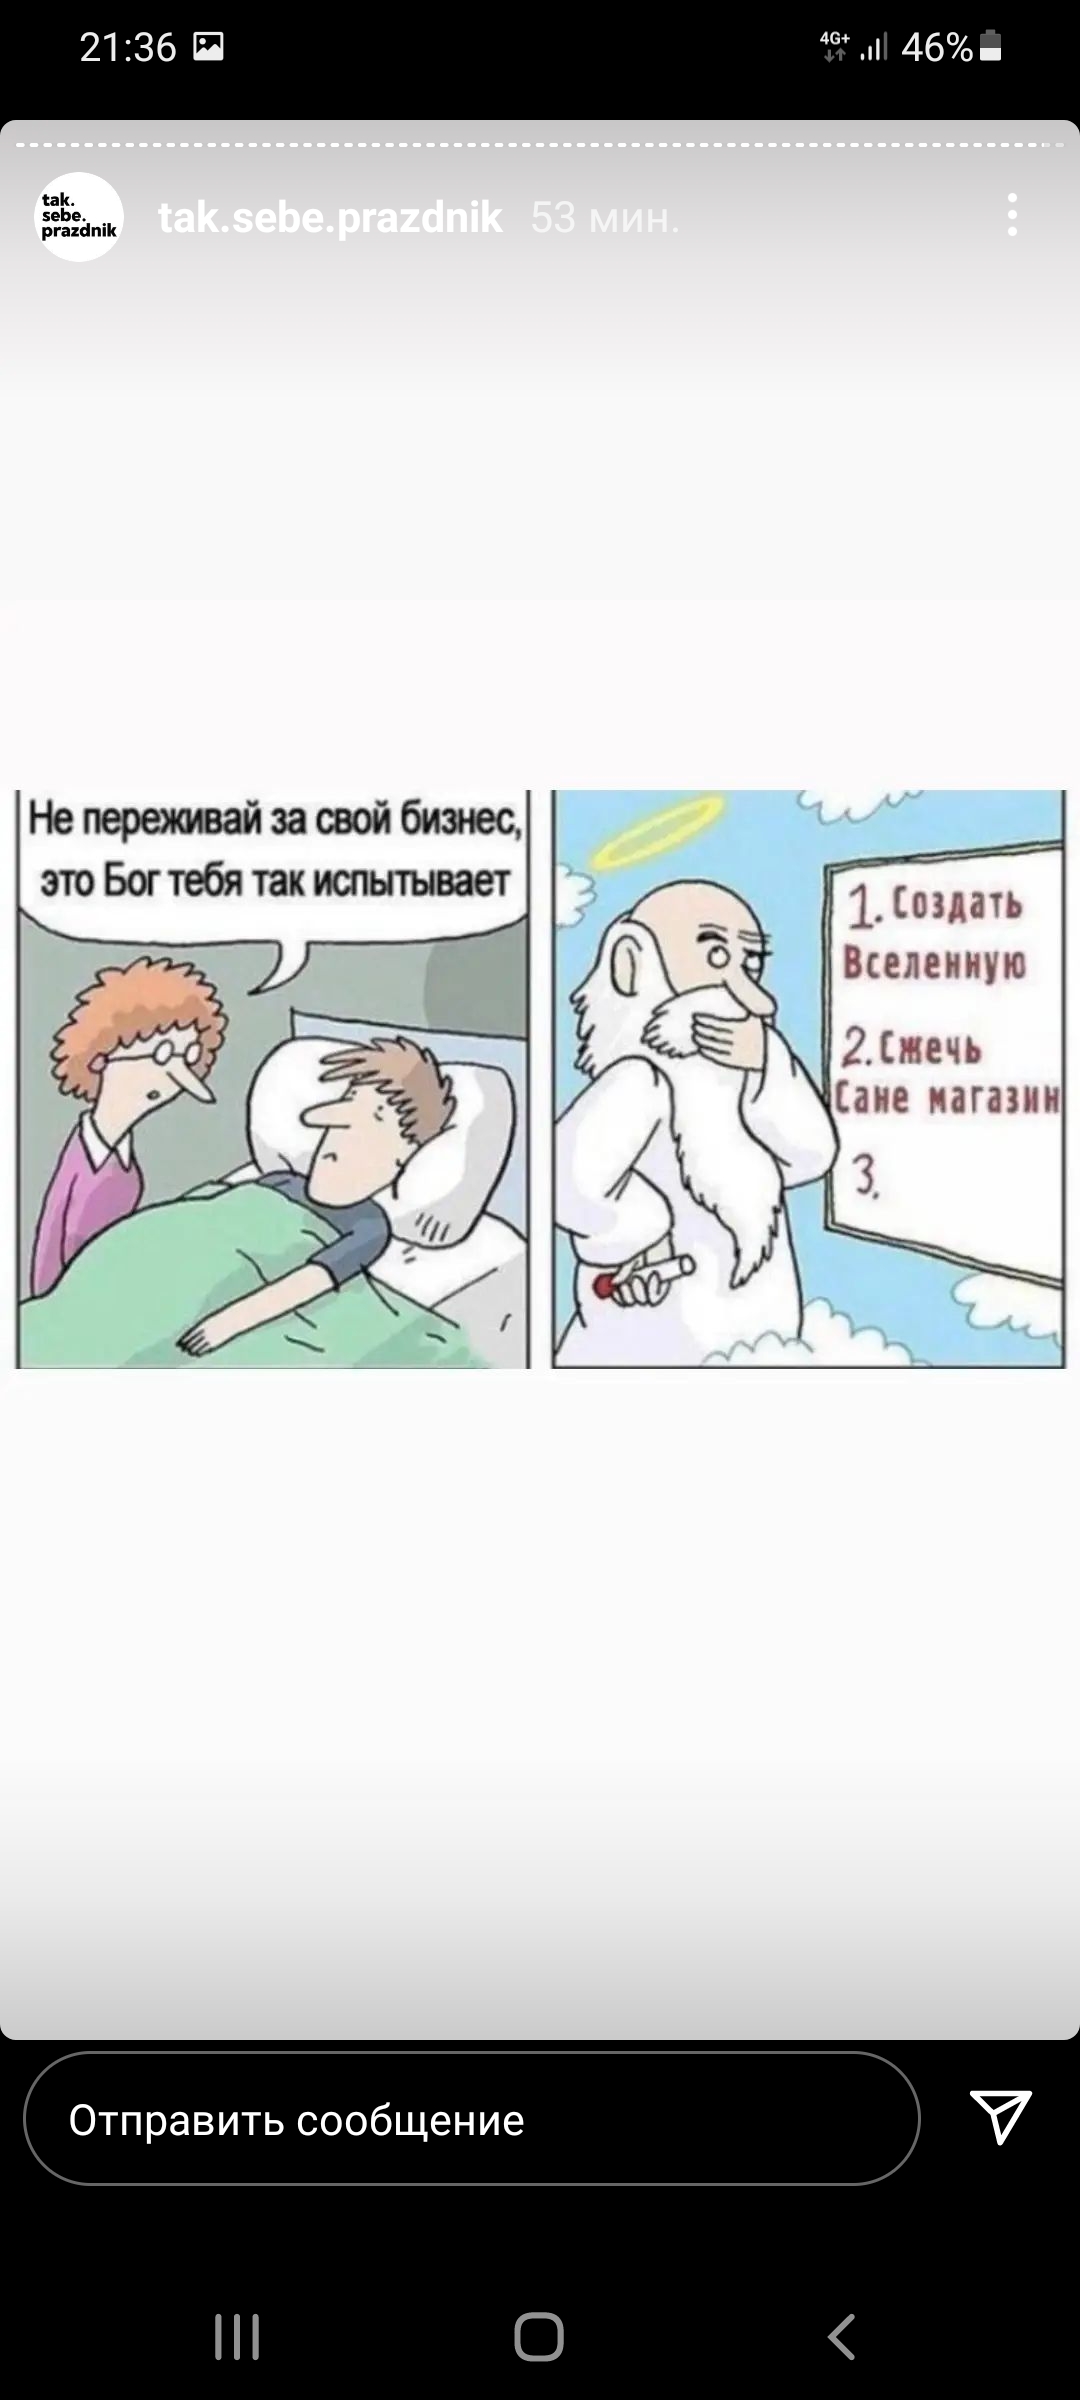 21:36
4G+
46%
tak.
sebe.
prazdnik
tak.sebe.prazdnik 53 мин.
Не переживай за свой бизнес,
это Бог тебя так испытывает
1. Создать
Вселенную
2. Сжечь
Сане магазин
3.
Отправить сообщение